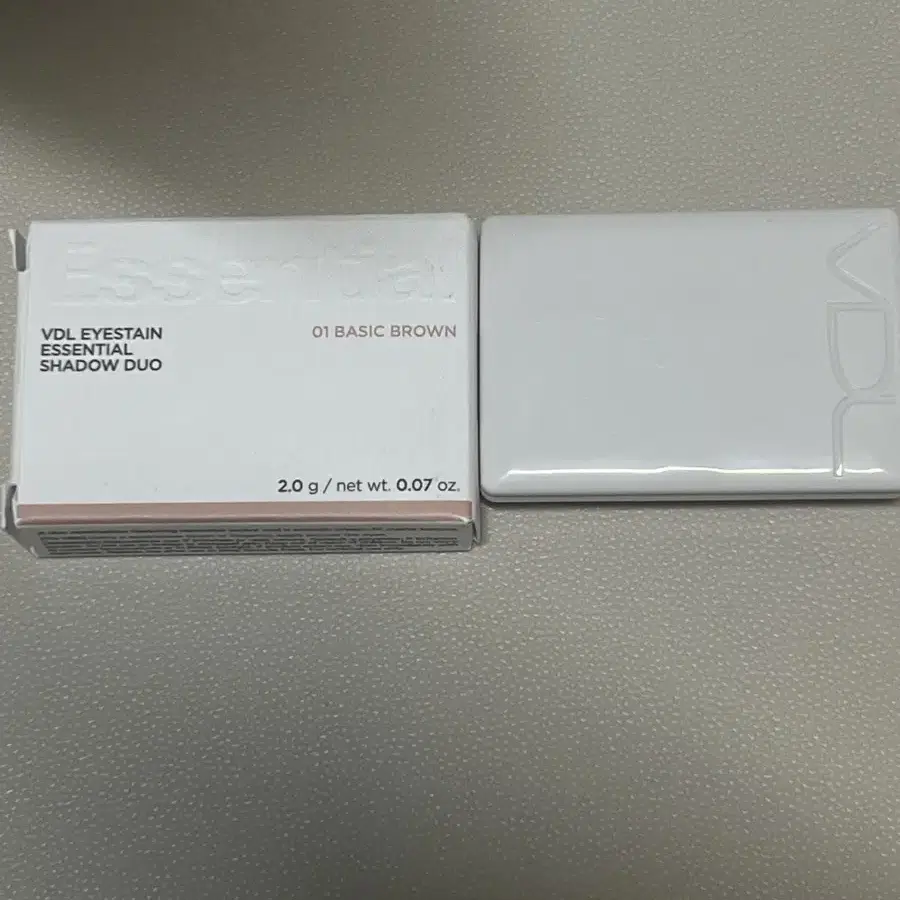 Essential
VDL EYESTAIN
ESSENTIAL
SHADOW DUO
01 BASIC BROWN
2.0 g / net wt. 0.07 oz.
VDL